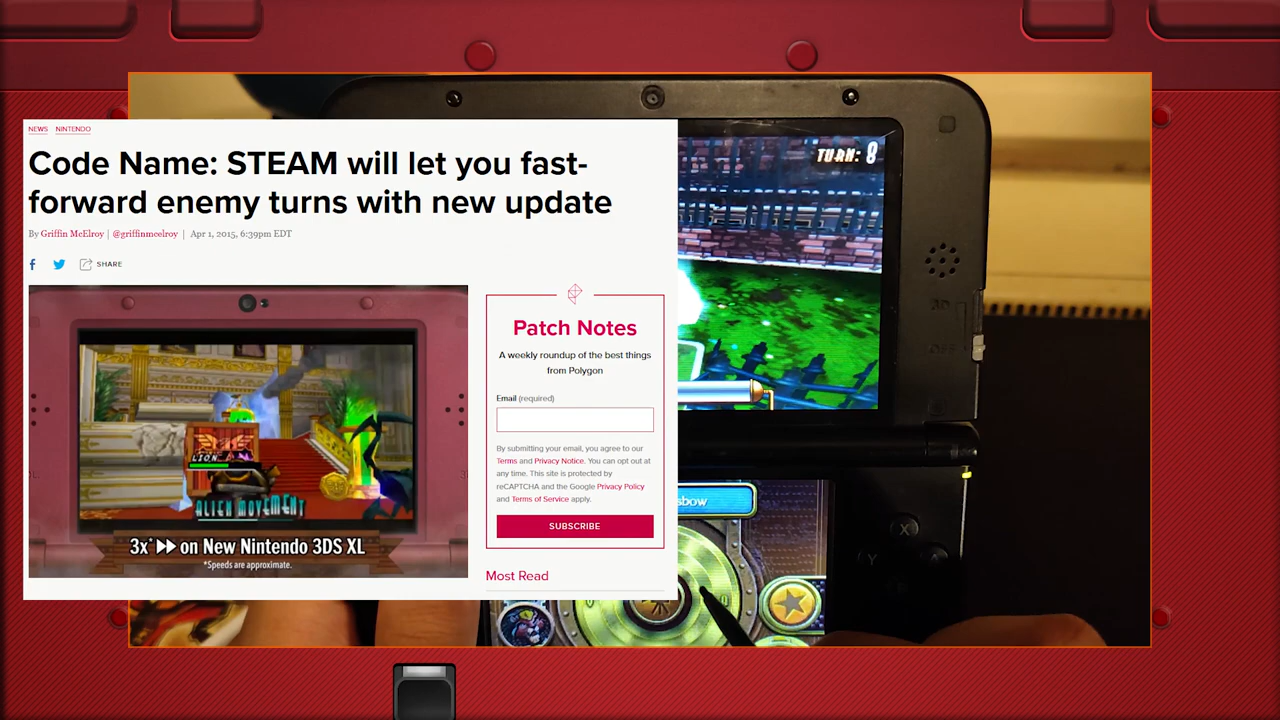 NEWS NINTENDO
Code Name: STEAM will let you fast-
forward enemy turns with new update
By Griffin McElroy | @griffinmcelroy | Apr 1, 2015, 6:39pm EDT
SHARE
LION
ALIEN MOVEMENT
3x* on New Nintendo 3DS XL
*Speeds are approximate.
Patch Notes
A weekly roundup of the best things
from Polygon
Email (required)
By submitting your email, you agree to our
Terms and Privacy Notice. You can opt out at
any time. This site is protected by
reCAPTCHA and the Google Privacy Policy
and Terms of Service apply.
SUBSCRIBE
Most Read
TURN: 8
3D
OFF
sbow
X
Y